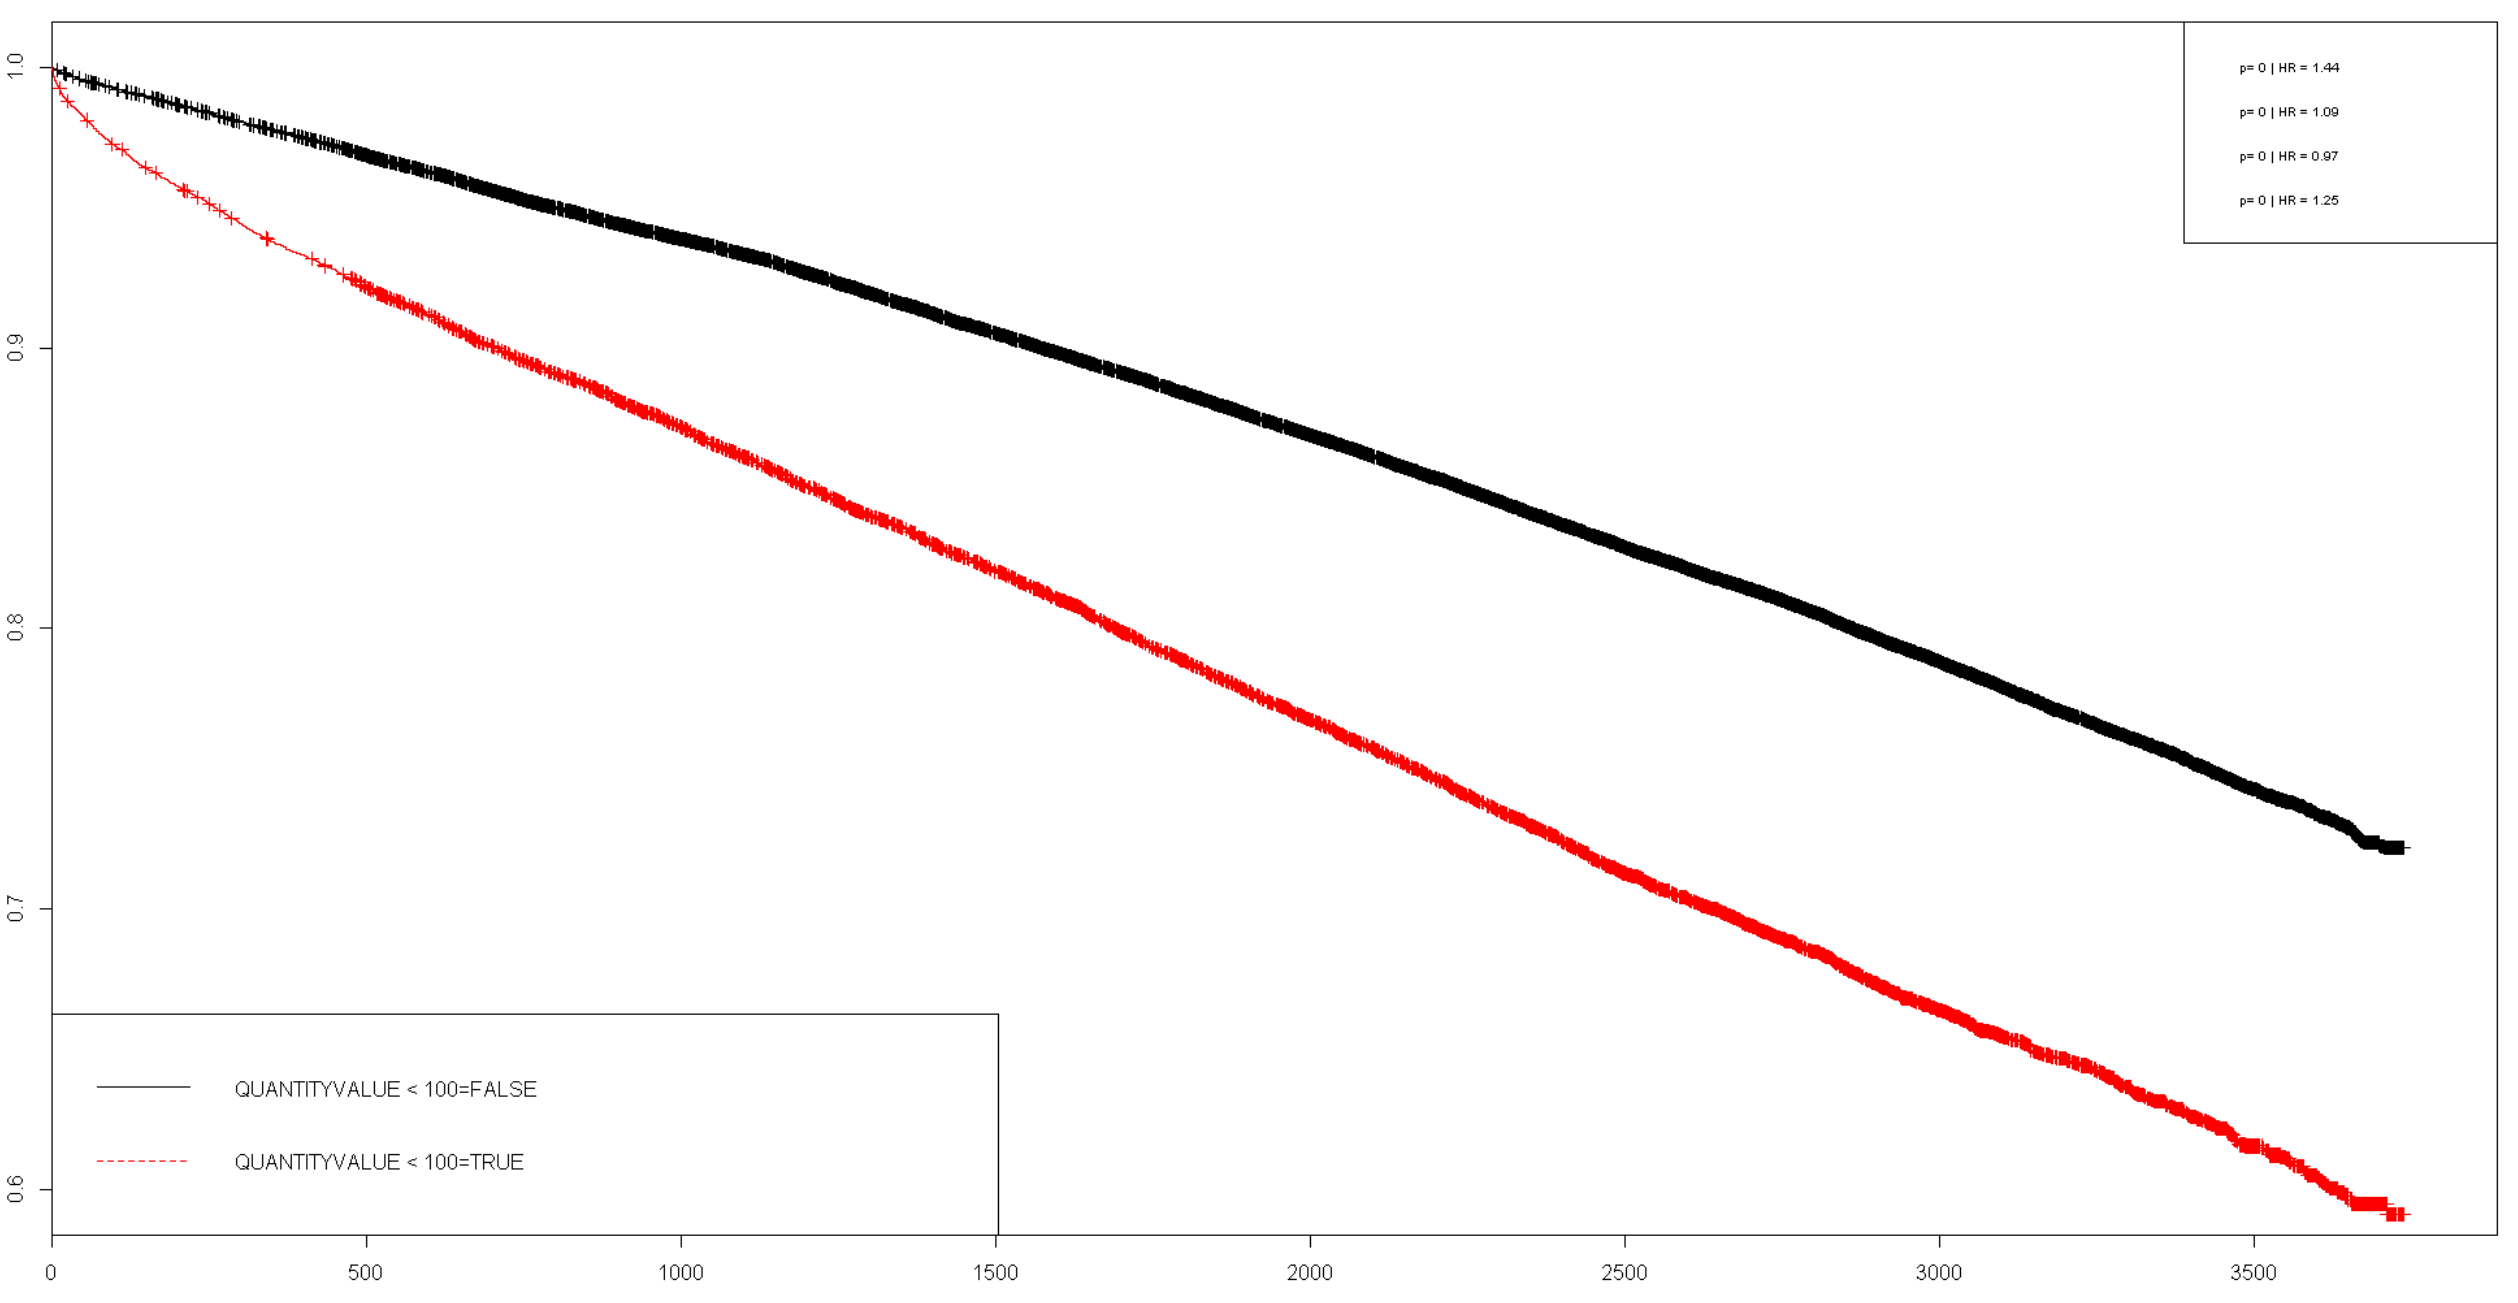 p= 0 | HR = 1.44
p= 0 | HR = 1.09
p= 0 | HR = 0.97
p= 0 | HR = 1.25
1.0
0.9
0.8
0.7
0.6
QUANTITYVALUE < 100=FALSE
QUANTITYVALUE < 100=TRUE
0 500 1000 1500 2000 2500 3000 3500